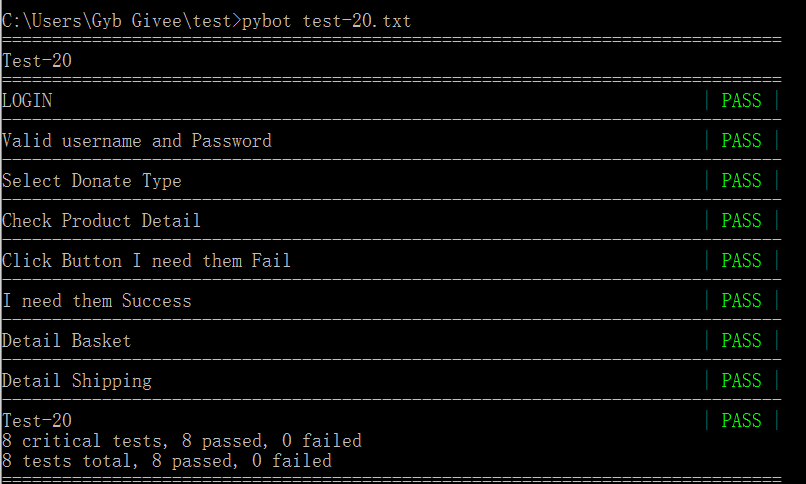 C:\Users\Gyb Givee\test>pybot test-20.txt
==============================================================================
Test-20
==============================================================================
LOGIN | PASS |
------------------------------------------------------------------------------
Valid username and Password | PASS |
------------------------------------------------------------------------------
Select Donate Type | PASS |
------------------------------------------------------------------------------
Check Product Detail | PASS |
------------------------------------------------------------------------------
Click Button I need them Fail | PASS |
------------------------------------------------------------------------------
I need them Success | PASS |
------------------------------------------------------------------------------
Detail Basket | PASS |
------------------------------------------------------------------------------
Detail Shipping | PASS |
------------------------------------------------------------------------------
Test-20 | PASS |
8 critical tests, 8 passed, 0 failed
8 tests total, 8 passed, 0 failed
==============================================================================